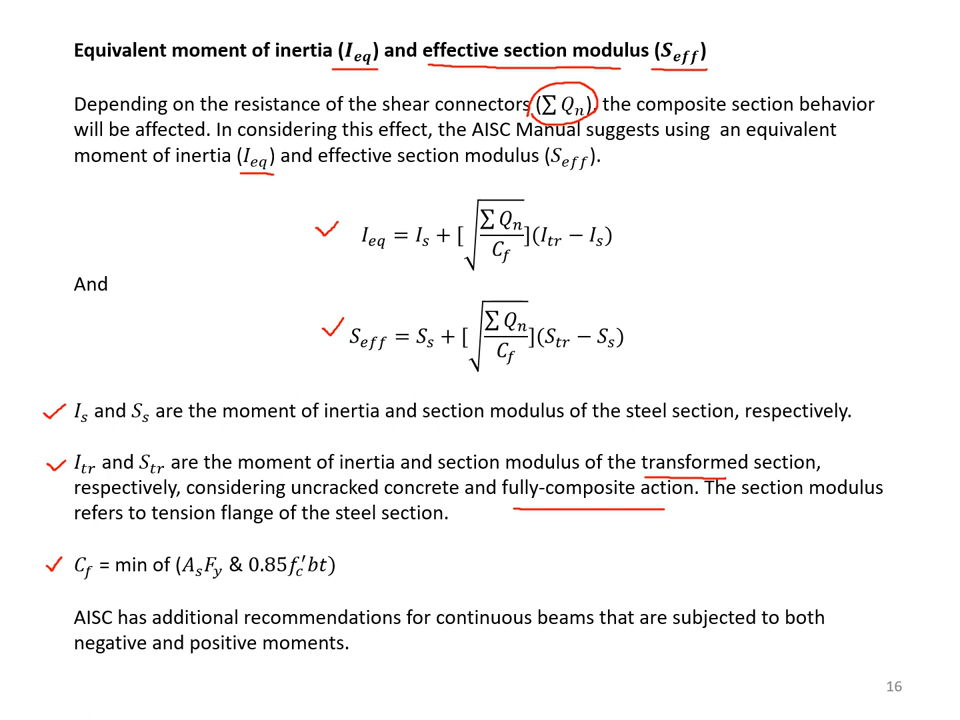 Equivalent moment of inertia (I_eq) and effective section modulus (S_eff)
Depending on the resistance of the shear connectors (∑ Q_n), the composite section behavior
will be affected. In considering this effect, the AISC Manual suggests using an equivalent
moment of inertia (I_eq) and effective section modulus (S_eff).
I_eq = I_s + [√(∑ Q_n / C_f)](I_tr − I_s)
And
S_eff = S_s + [√(∑ Q_n / C_f)](S_tr − S_s)
I_s and S_s are the moment of inertia and section modulus of the steel section, respectively.
I_tr and S_tr are the moment of inertia and section modulus of the transformed section,
respectively, considering uncracked concrete and fully-composite action. The section modulus
refers to tension flange of the steel section.
C_f = min of (A_sF_y & 0.85f_c′bt)
AISC has additional recommendations for continuous beams that are subjected to both
negative and positive moments.
16